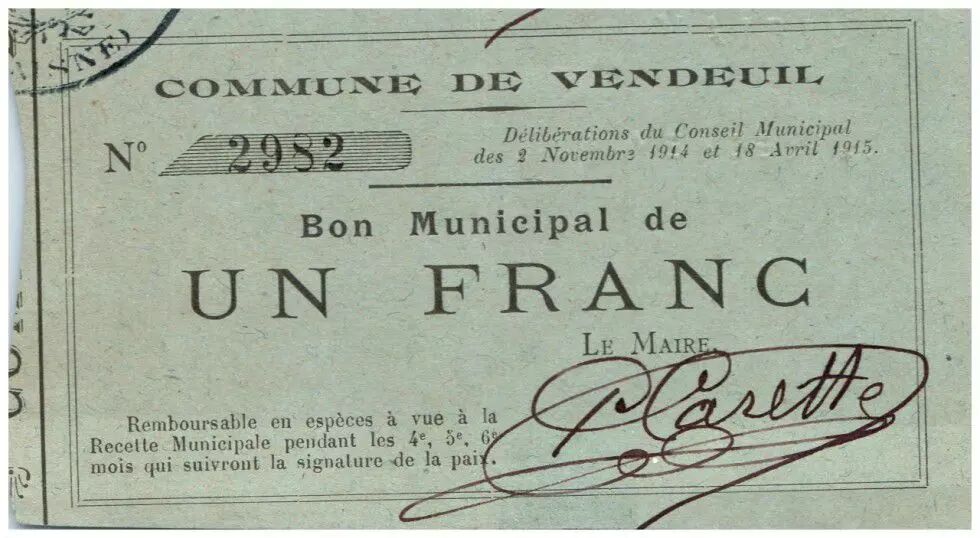 COMMUNE DE VENDEUIL
Nº 2982
Délibérations du Conseil Municipal
des 2 Novembre 1914 et 18 Avril 1915.
Bon Municipal de
UN FRANC
LE MAIRE,
Remboursable en espèces à vue à la
Recette Municipale pendant les 4e, 5e, 6e
mois qui suivront la signature de la paix.